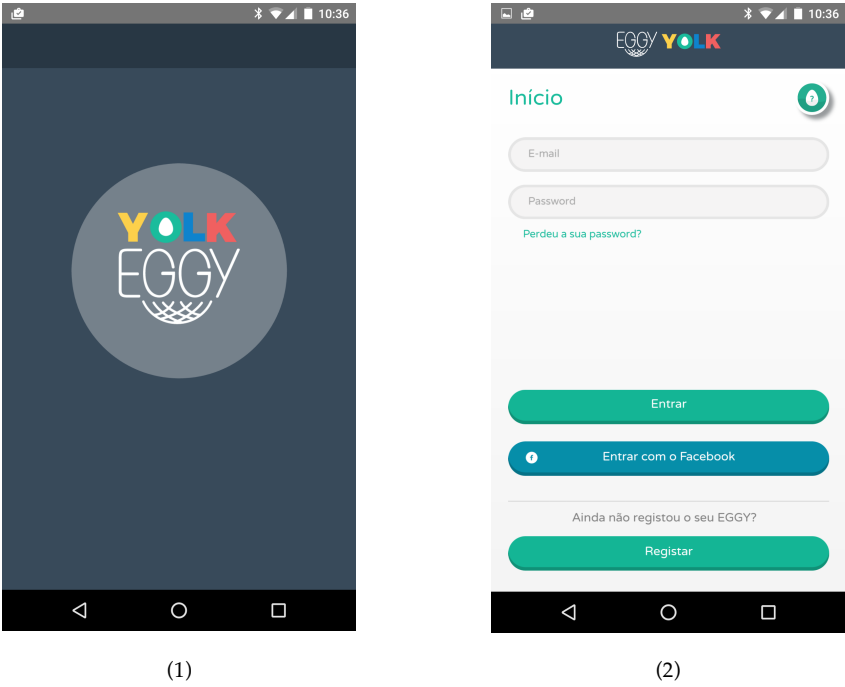 10:36
YOLK
EGGY
(1)
10:36
EGGY YOLK
Início
?
E-mail
Password
Perdeu a sua password?
Entrar
f Entrar com o Facebook
Ainda não registou o seu EGGY?
Registar
(2)